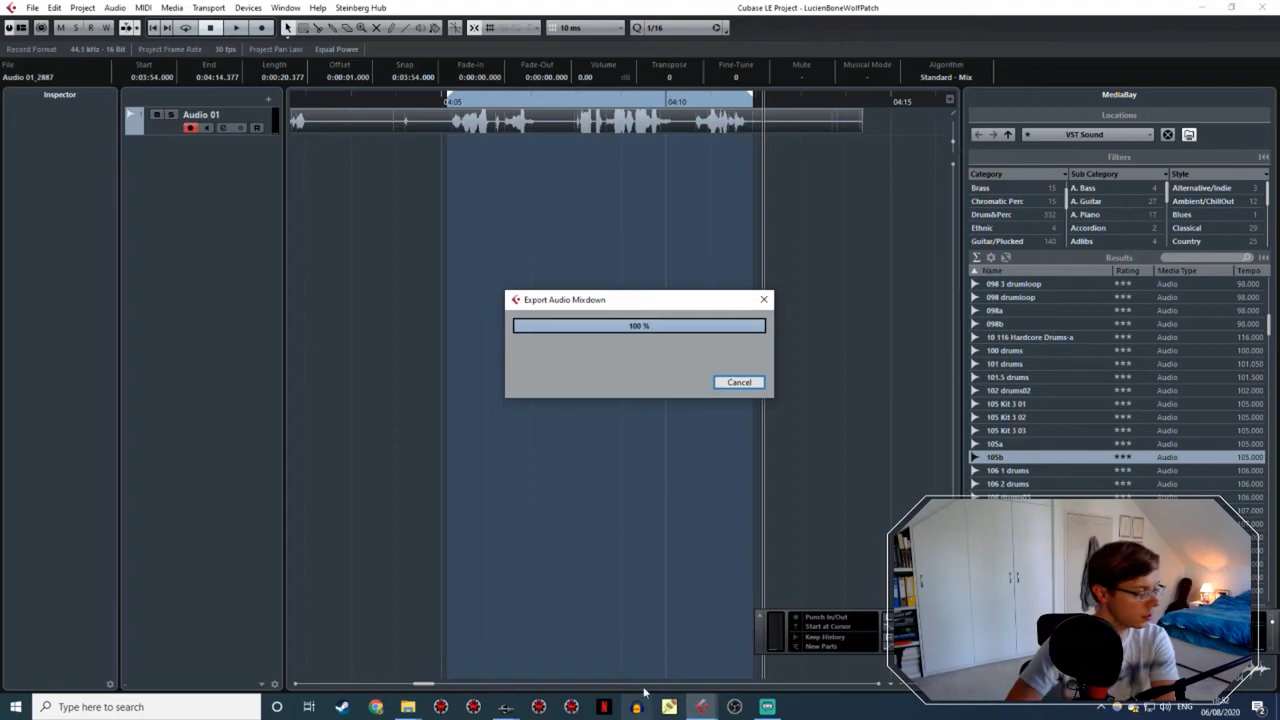 File Edit Project Audio MIDI Media Transport Devices Window Steinberg Hub
Cubase LE Project - LucienBoneWolfPatch
M S R W
10 ms
Q 1/16
Record Format 44.1 kHz - 16 Bit Project Frame Rate 30 fps Project Pan Law Equal Power
File Start End Length Offset Snap Fade-In Fade-Out Volume Transpose Fine-Tune Mute Musical Mode Algorithm
Audio 01_2887 0:03:54.000 0:04:14.377 0:00:20.377 0:00:01.000 0:03:54.000 0:00:00.000 0:00:00.000 0.00 dB 0 0 Standard - Mix
Inspector
Audio 01
M S
R
04:05 04:10 04:15
MediaBay
Locations
VST Sound
Filters
Category Sub Category Style
Brass 15 A. Bass 4 Alternative/Indie 3
Chromatic Perc 15 A. Guitar 27 Ambient/ChillOut 12
Drum&Perc 332 A. Piano 17 Blues 1
Ethnic 4 Accordion 2 Classical 29
Guitar/Plucked 140 Adlibs 4 Country 25
Results
Name Rating Media Type Tempo
098 3 drumloop *** Audio 98.000
098 drumloop *** Audio 98.000
098a *** Audio 98.000
098b *** Audio 98.000
10 116 Hardcore Drums-a *** Audio 116.000
100 drums *** Audio 100.000
101 drums *** Audio 101.050
101.5 drums *** Audio 101.500
102 drums02 *** Audio 102.000
105 Kit 3 01 *** Audio 105.000
105 Kit 3 02 *** Audio 105.000
105 Kit 3 03 *** Audio 105.000
105a *** Audio 105.000
105b *** Audio 105.000
106 1 drums *** Audio 106.000
106 2 drums *** Audio 106.000
Export Audio Mixdown
100 %
Cancel
Punch In/Out
Start at Cursor
Keep History
New Parts
Type here to search
ENG
06/08/2020